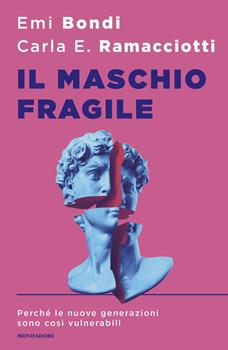 Emi Bondi
Carla E. Ramacciotti
IL MASCHIO
FRAGILE
Perché le nuove generazioni
sono così vulnerabili
MONDADORI